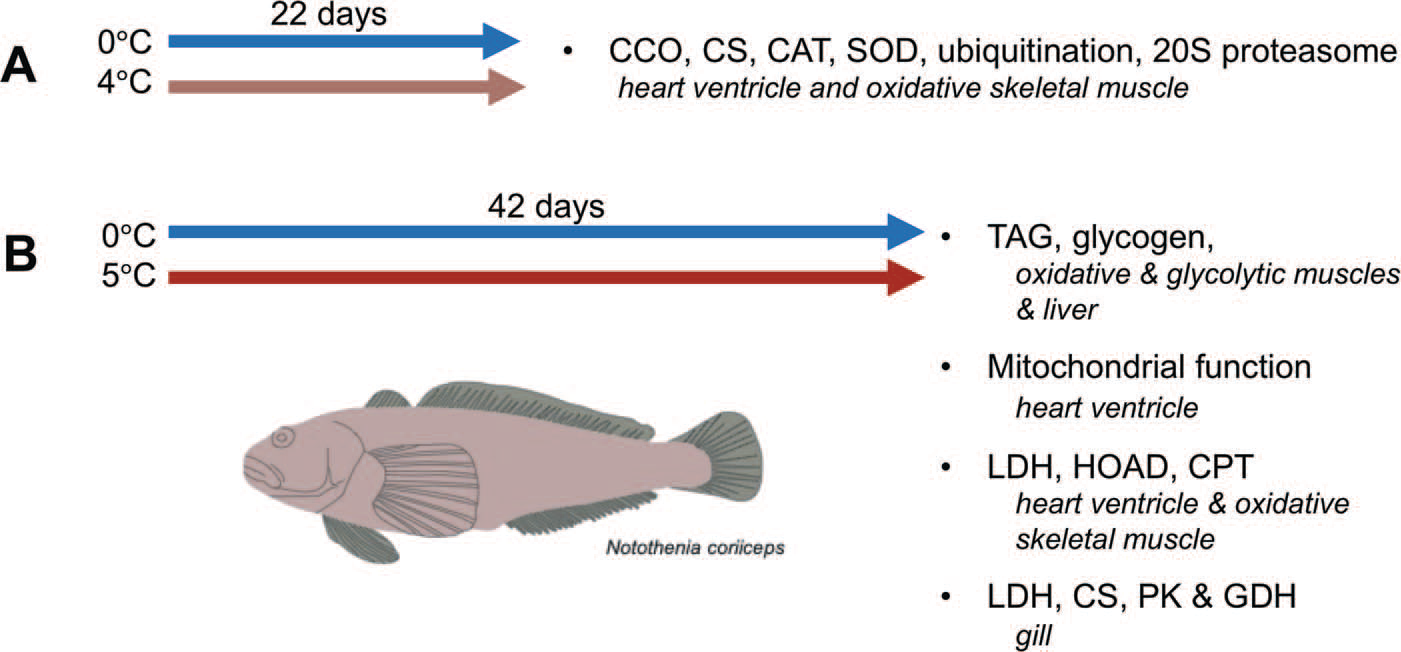 A
22 days
0°C
4°C
• CCO, CS, CAT, SOD, ubiquitination, 20S proteasome
heart ventricle and oxidative skeletal muscle
B
42 days
0°C
5°C
• TAG, glycogen,
oxidative & glycolytic muscles
& liver
• Mitochondrial function
heart ventricle
• LDH, HOAD, CPT
heart ventricle & oxidative
skeletal muscle
• LDH, CS, PK & GDH
gill
Notothenia coriiceps